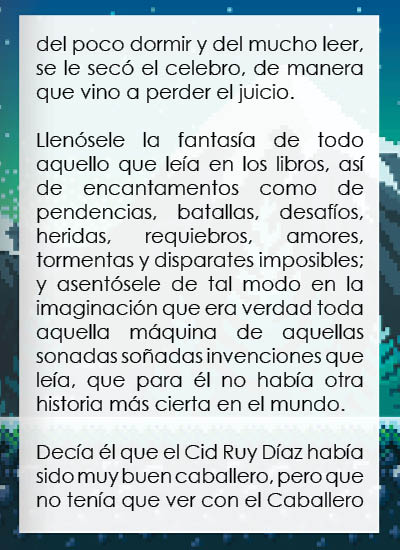 del poco dormir y del mucho leer,
se le secó el celebro, de manera
que vino a perder el juicio.
Llenósele la fantasía de todo
aquello que leía en los libros, así
de encantamentos como de
pendencias, batallas, desafíos,
heridas, requiebros, amores,
tormentas y disparates imposibles;
y asentósele de tal modo en la
imaginación que era verdad toda
aquella máquina de aquellas
sonadas soñadas invenciones que
leía, que para él no había otra
historia más cierta en el mundo.
Decía él que el Cid Ruy Díaz había
sido muy buen caballero, pero que
no tenía que ver con el Caballero